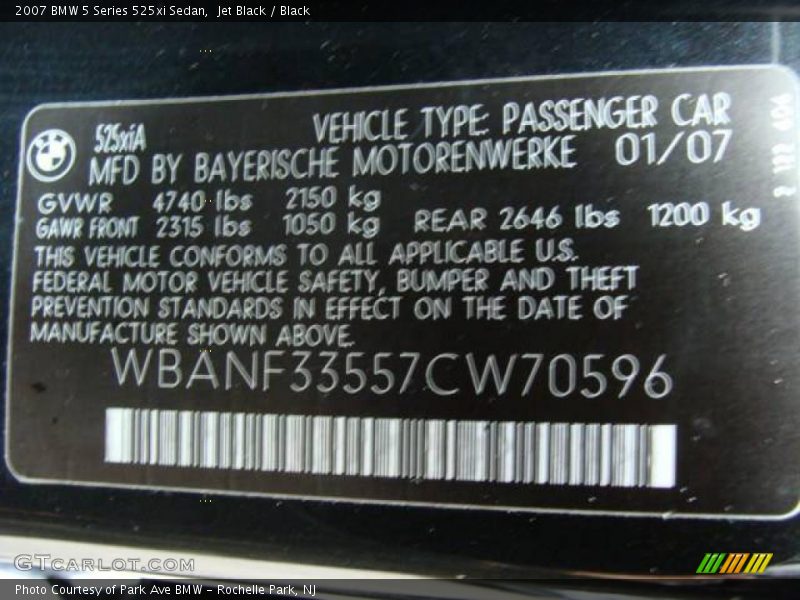 2007 BMW 5 Series 525xi Sedan,  Jet Black / Black
525xiA
VEHICLE TYPE: PASSENGER CAR
MFD BY BAYERISCHE MOTORENWERKE 01/07
GVWR 4740 lbs 2150 kg
GAWR FRONT 2315 lbs 1050 kg REAR 2646 lbs 1200 kg
THIS VEHICLE CONFORMS TO ALL APPLICABLE U.S.
FEDERAL MOTOR VEHICLE SAFETY, BUMPER AND THEFT
PREVENTION STANDARDS IN EFFECT ON THE DATE OF
MANUFACTURE SHOWN ABOVE.
WBANF33557CW70596
GTCARLOT.COM
Photo Courtesy of Park Ave BMW - Rochelle Park, NJ